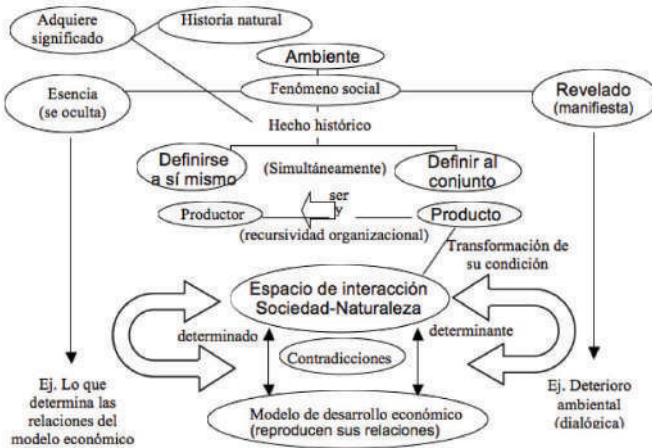 Adquiere
significado
Historia natural
Ambiente
Esencia
(se oculta)
Fenómeno social
Revelado
(manifiesta)
Hecho histórico
Definirse
a sí mismo
(Simultáneamente)
Definir al
conjunto
ser
y
Productor
Producto
(recursividad organizacional)
Transformación de
su condición
Espacio de interacción
Sociedad-Naturaleza
determinado
determinante
Contradicciones
Ej. Lo que
determina las
relaciones del
modelo económico
Modelo de desarrollo económico
(reproducen sus relaciones)
Ej. Deterioro
ambiental
(dialógica)